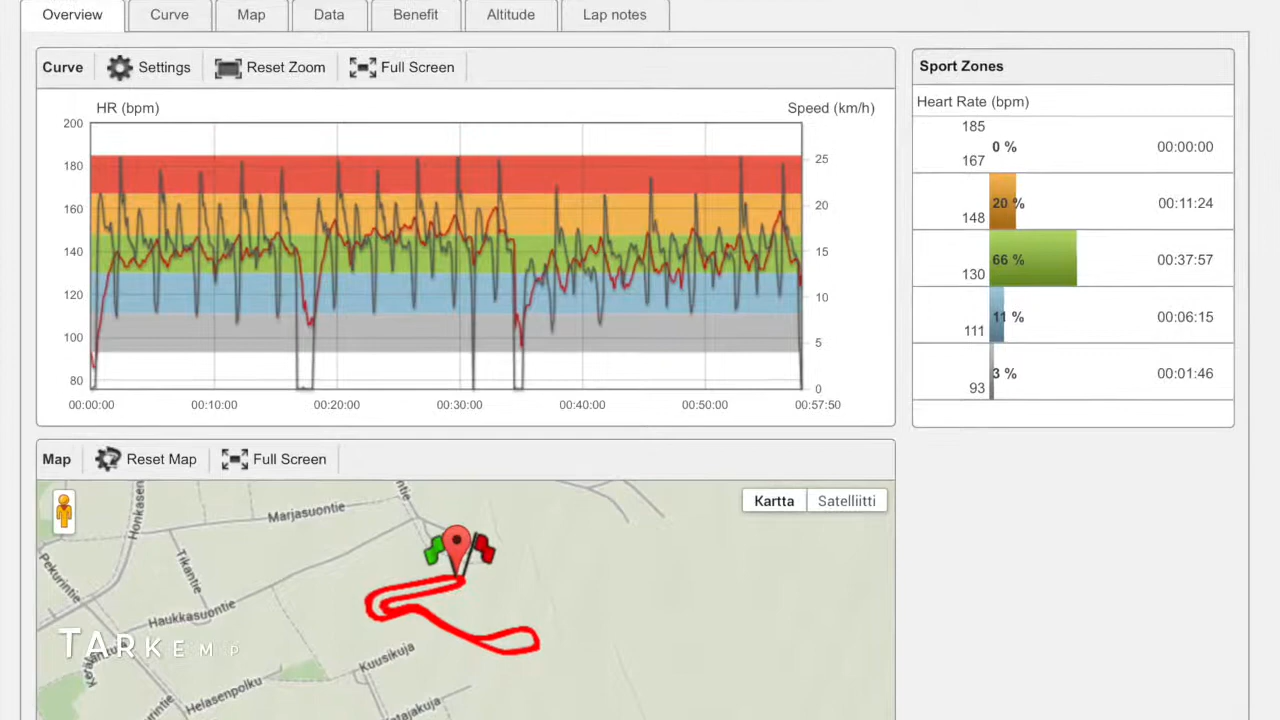 Overview Curve Map Data Benefit Altitude Lap notes
Curve Settings Reset Zoom Full Screen
HR (bpm) Speed (km/h)
200
180
160
140
120
100
80
25
20
15
10
5
0
00:00:00 00:10:00 00:20:00 00:30:00 00:40:00 00:50:00 00:57:50
Sport Zones
Heart Rate (bpm)
185
0 % 00:00:00
167
20 % 00:11:24
148
66 % 00:37:57
130
11 % 00:06:15
111
3 % 00:01:46
93
Map Reset Map Full Screen
Kartta Satelliitti
Marjasuontie
Tikantie
Pekurintie
Haukkasuontie
TARKEMP
Kuusikuja
Helasenpolku